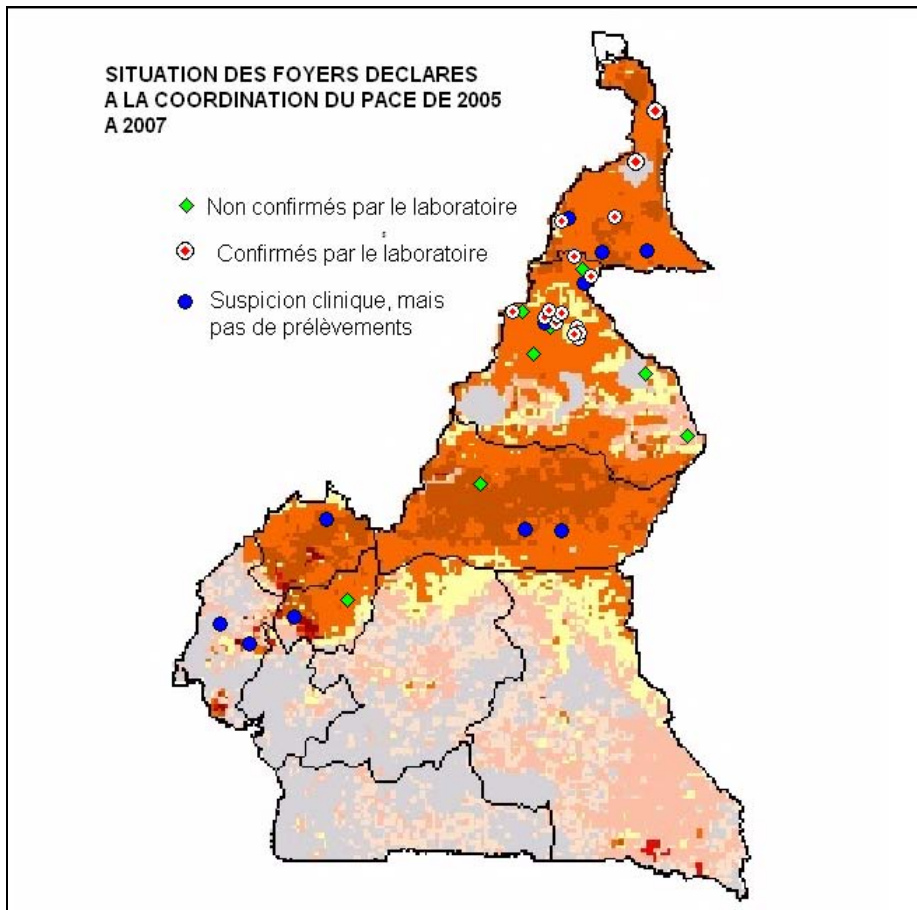 SITUATION DES FOYERS DECLARES
A LA COORDINATION DU PACE DE 2005
A 2007
Non confirmés par le laboratoire
Confirmés par le laboratoire
Suspicion clinique, mais
pas de prélèvements